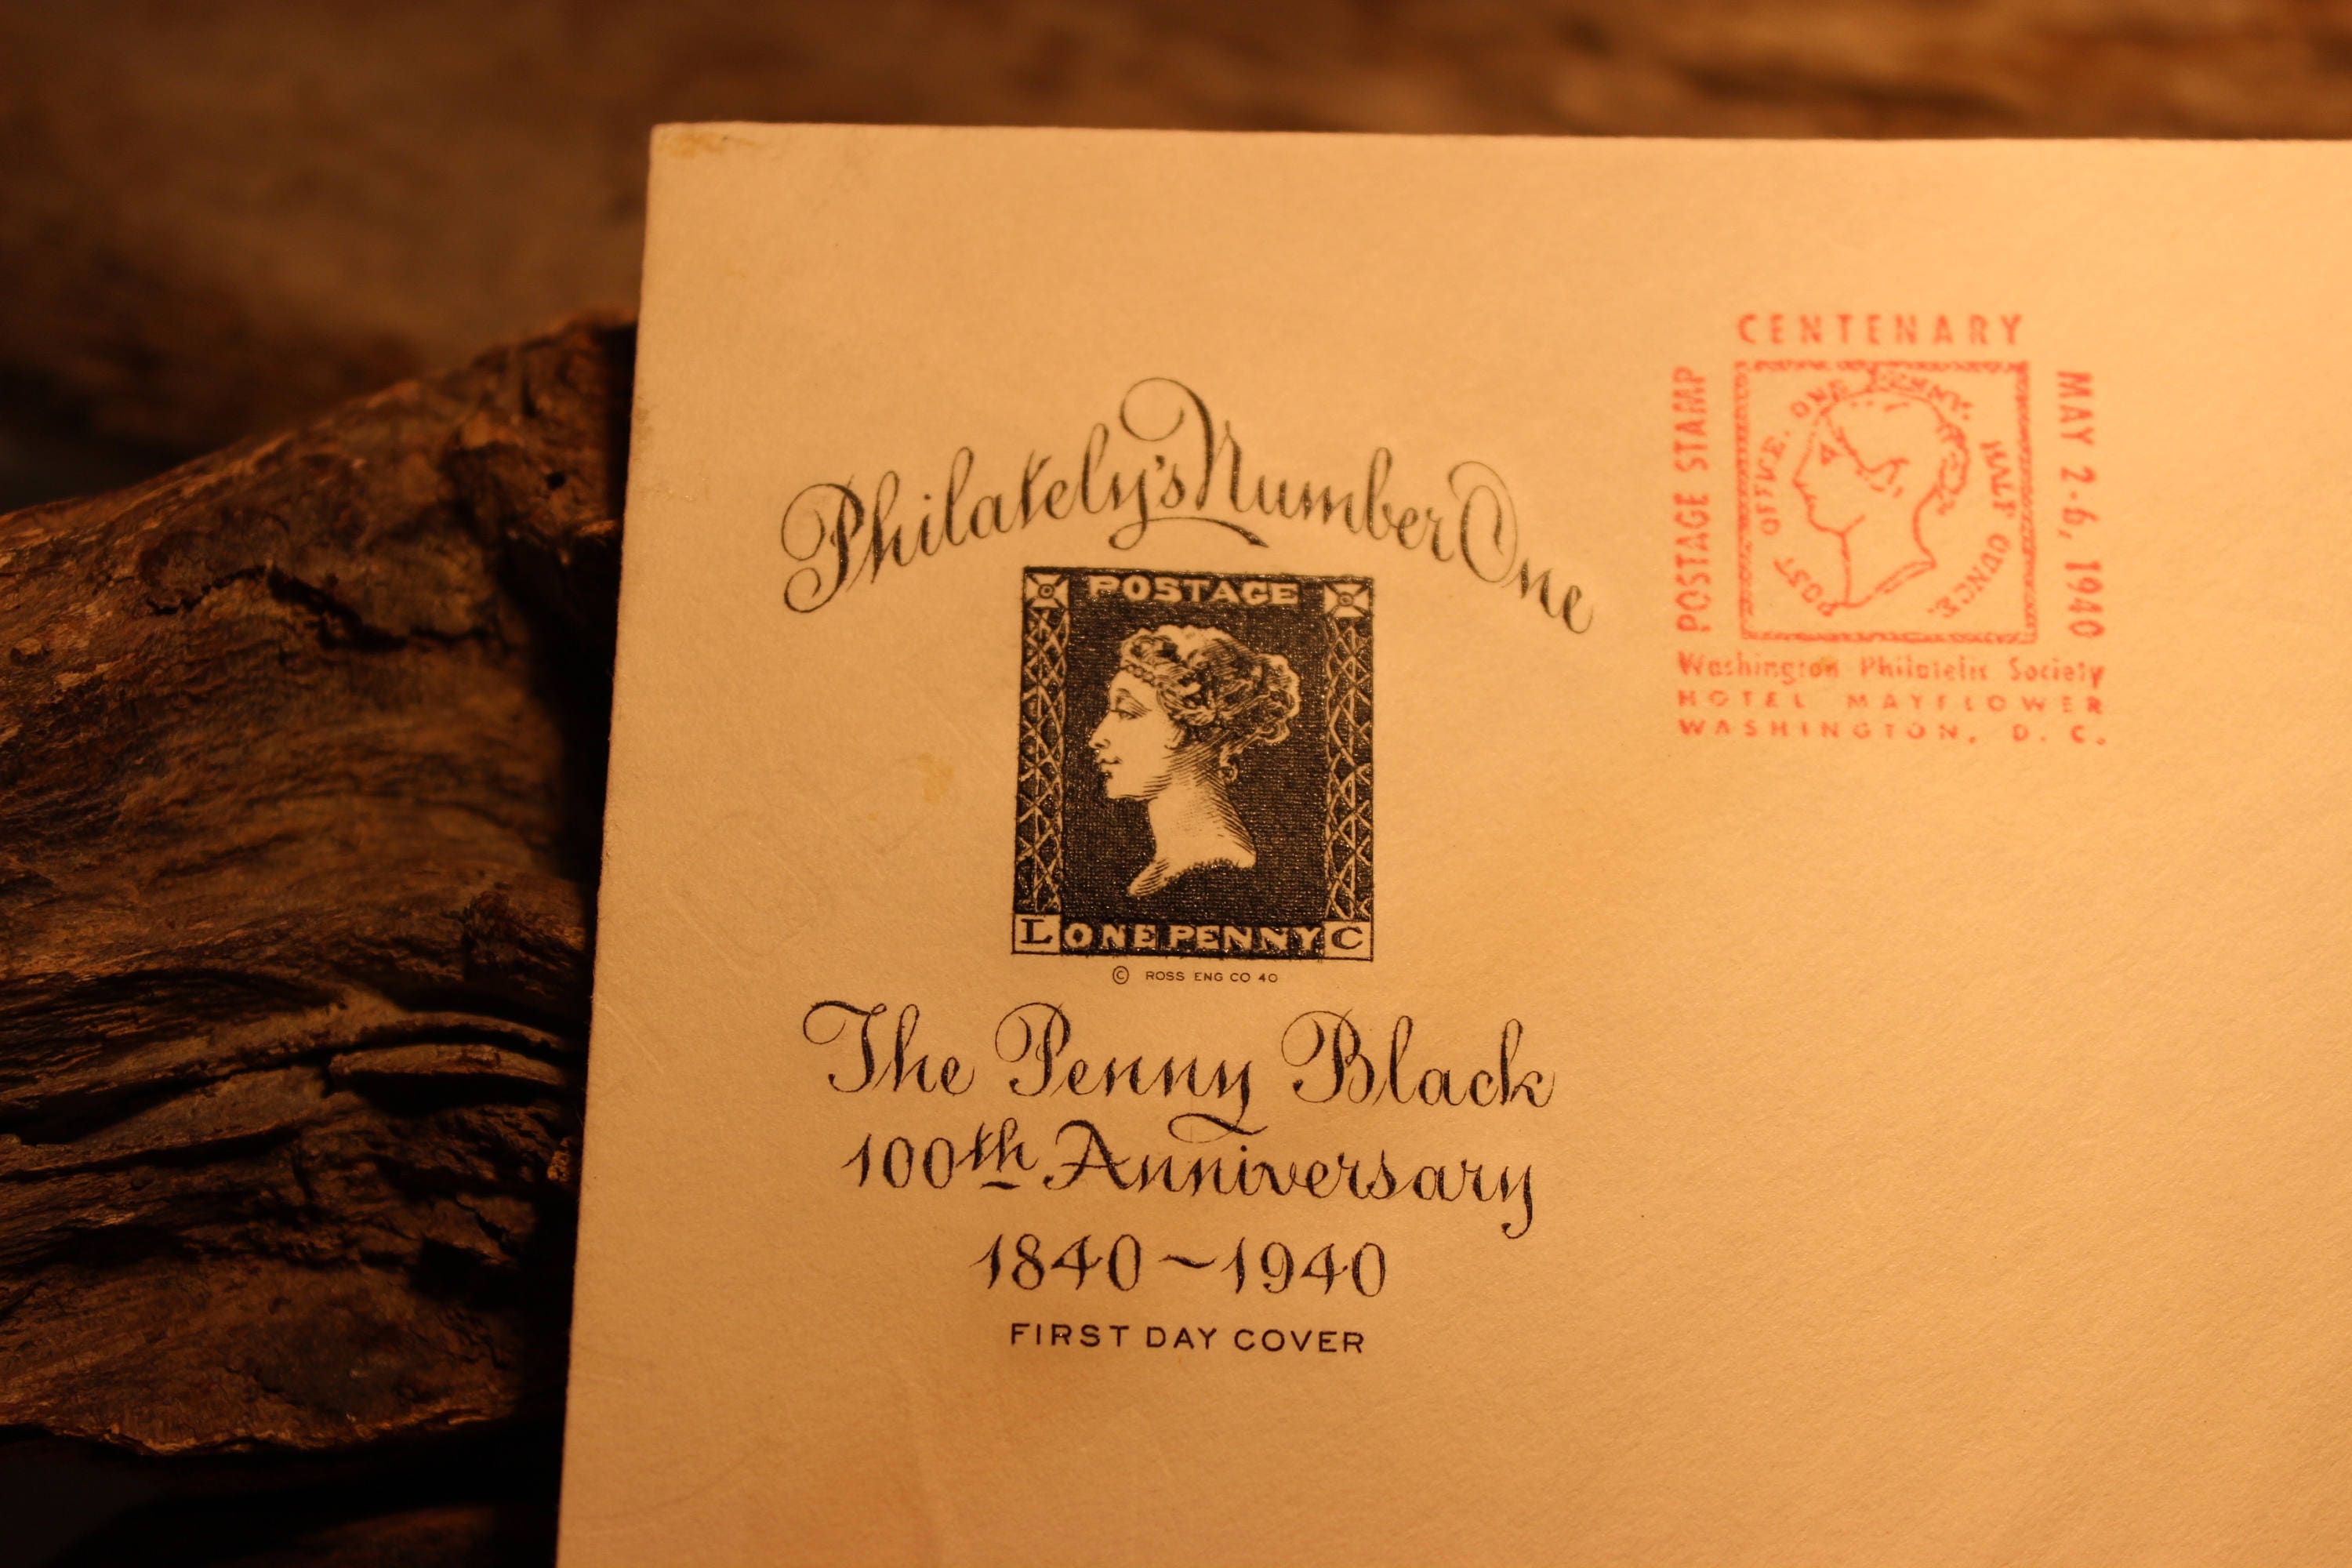 Philately's Number One
POSTAGE
L ONE PENNY C
© ROSS ENG CO 40
The Penny Black
100th Anniversary
1840~1940
FIRST DAY COVER
CENTENARY
POSTAGE STAMP
POST OFFICE. ONE PENNY. HALF OUNCE.
MAY 2-6, 1940
Washington Philatelic Society
HOTEL MAYFLOWER
WASHINGTON, D. C.